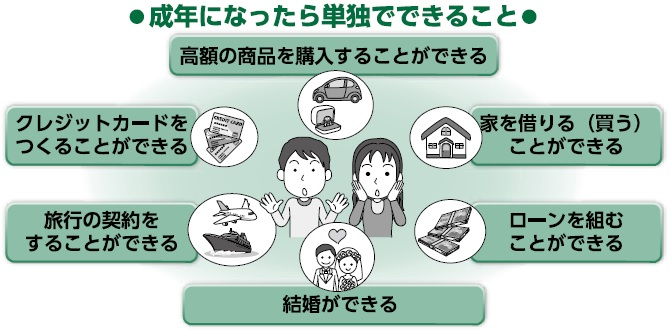 ●成年になったら単独でできること●
高額の商品を購入することができる
クレジットカードを
つくることができる
CREDIT CARD
家を借りる（買う）
ことができる
旅行の契約を
することができる
ローンを組む
ことができる
結婚ができる